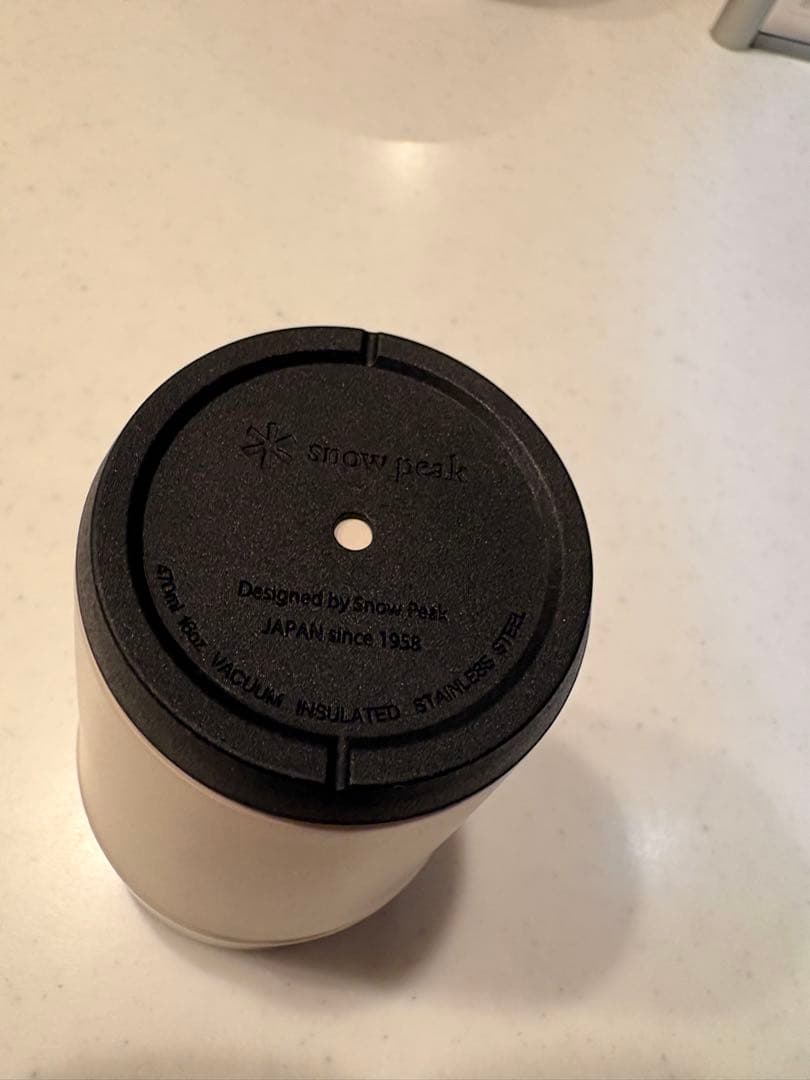 snow peak
Designed by Snow Peak
JAPAN since 1958
470ml 16oz. VACUUM INSULATED STAINLESS STEEL